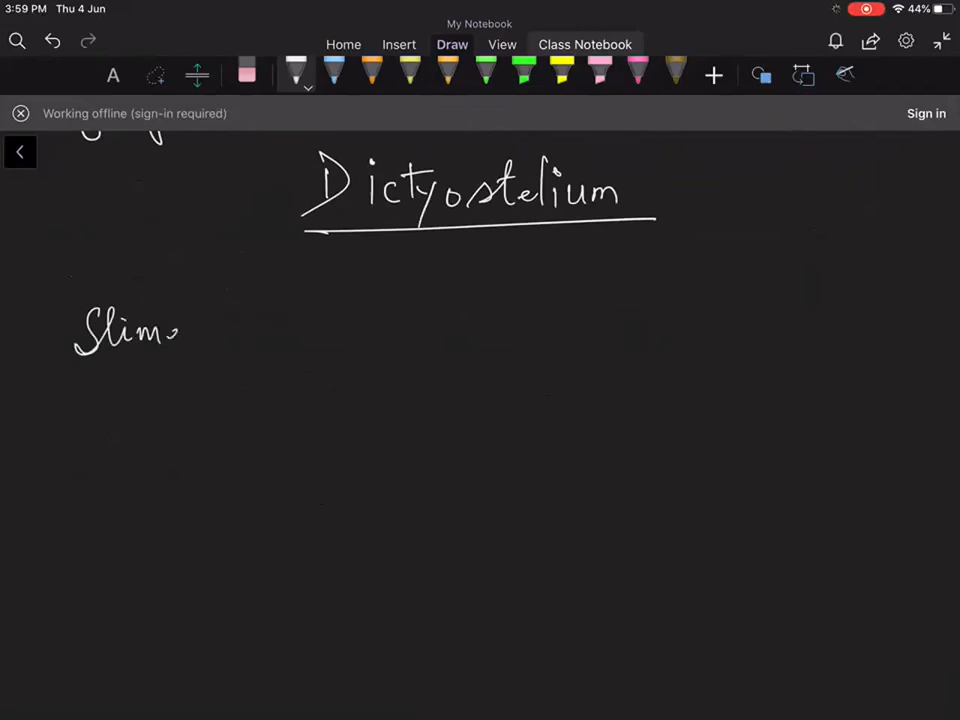 3:59 PM Thu 4 Jun
44%
My Notebook
Home Insert Draw View Class Notebook
A
Working offline (sign-in required) Sign in
Dictyostelium
Slim